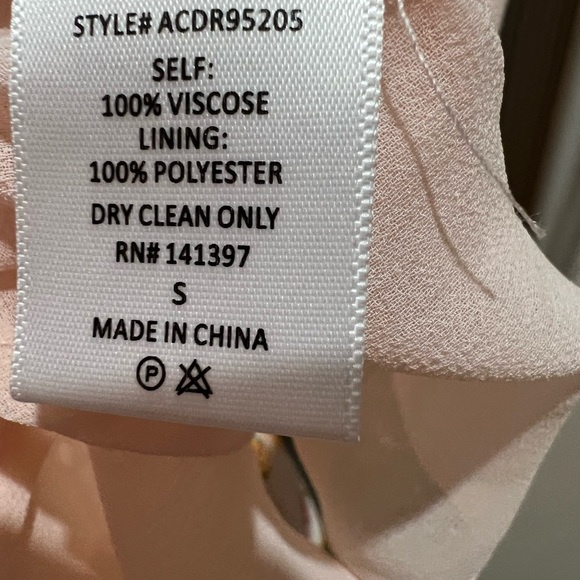 STYLE# ACDR95205
SELF:
100% VISCOSE
LINING:
100% POLYESTER
DRY CLEAN ONLY
RN# 141397
S
MADE IN CHINA
P